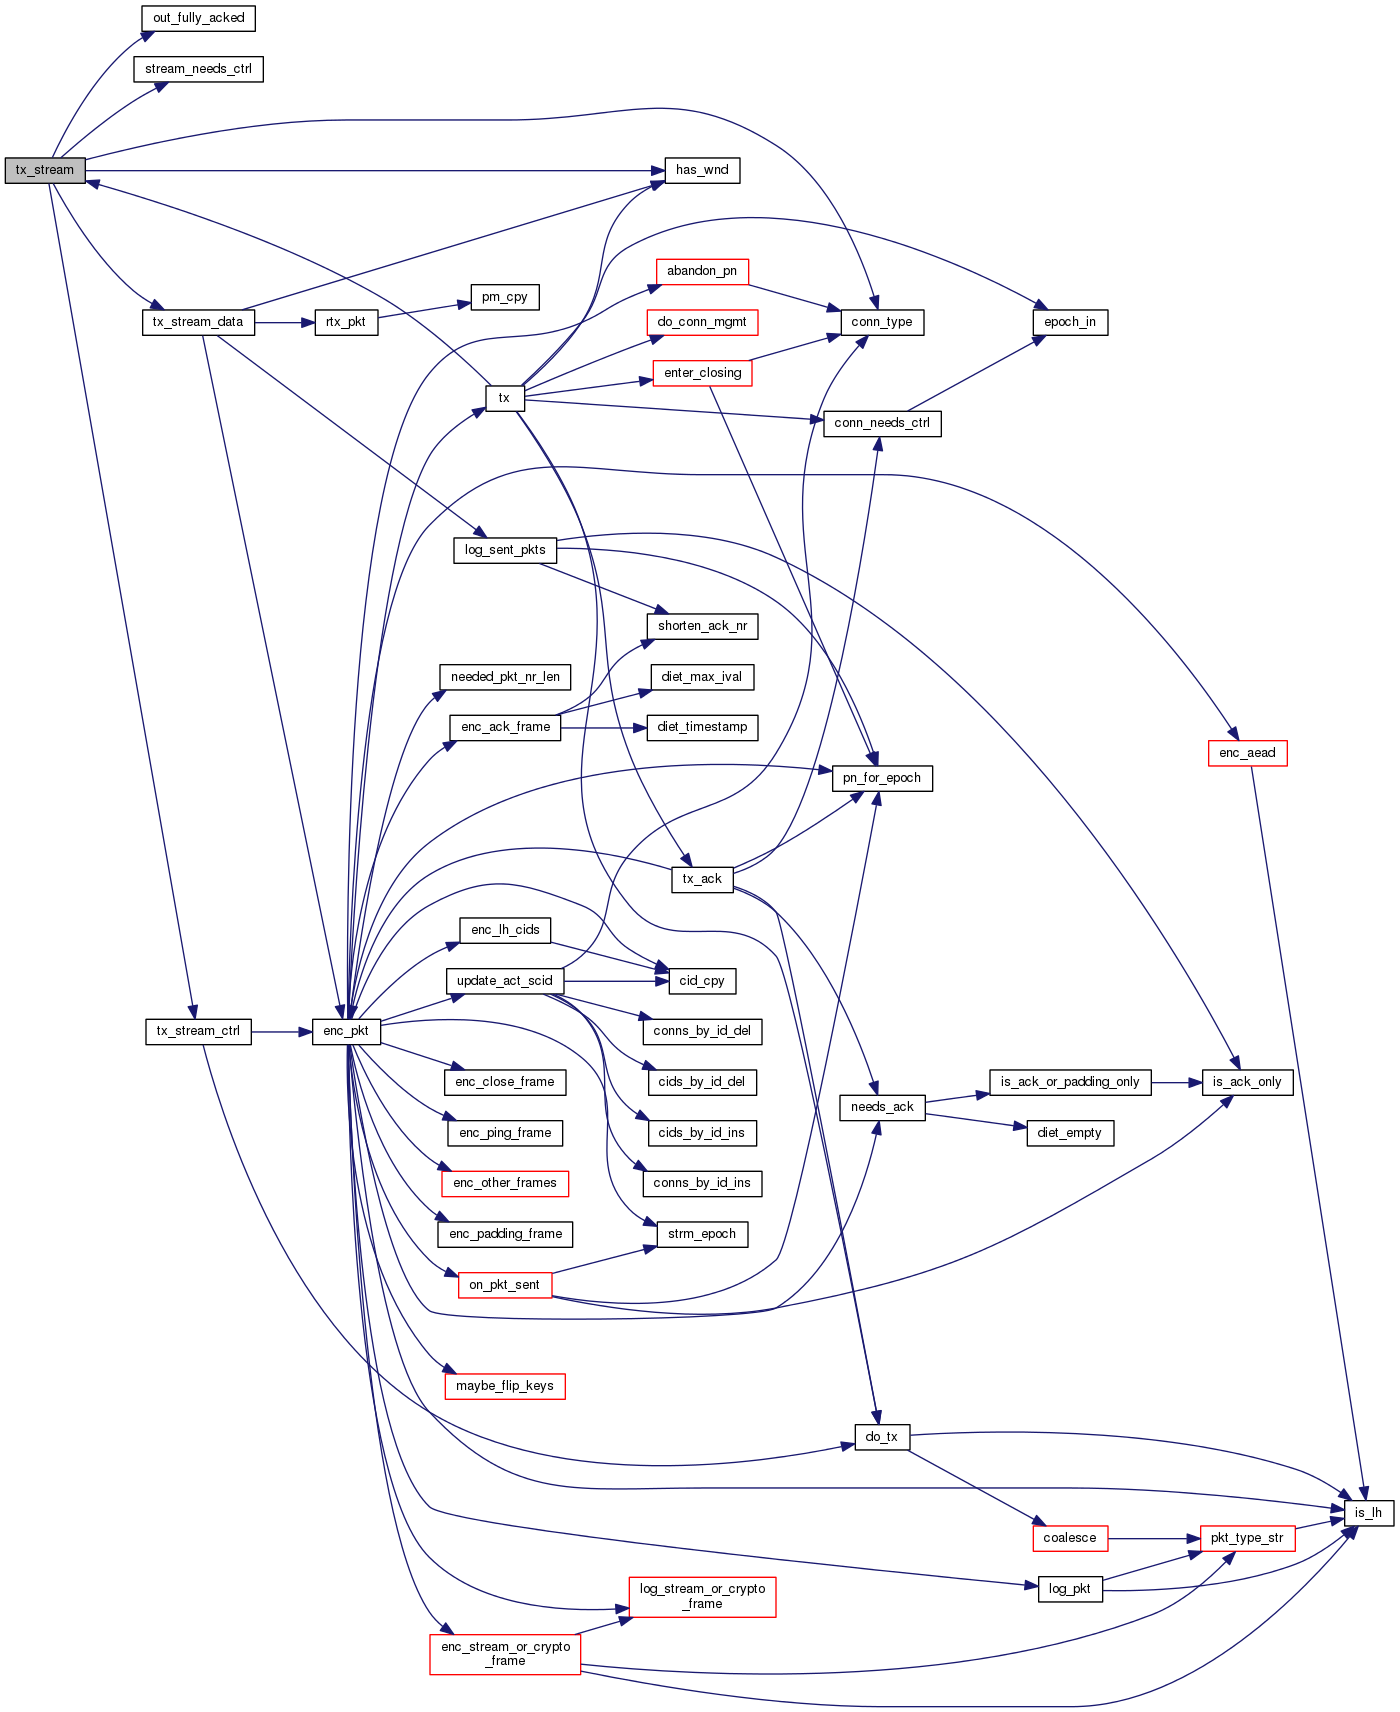 out_fully_acked
stream_needs_ctrl
tx_stream
has_wnd
abandon_pn
pm_cpy
tx_stream_data
rtx_pkt
do_conn_mgmt
conn_type
epoch_in
enter_closing
tx
conn_needs_ctrl
log_sent_pkts
shorten_ack_nr
needed_pkt_nr_len
diet_max_ival
enc_ack_frame
diet_timestamp
enc_aead
pn_for_epoch
tx_ack
enc_lh_cids
update_act_scid
cid_cpy
tx_stream_ctrl
enc_pkt
conns_by_id_del
enc_close_frame
cids_by_id_del
is_ack_or_padding_only
is_ack_only
needs_ack
enc_ping_frame
cids_by_id_ins
diet_empty
enc_other_frames
conns_by_id_ins
enc_padding_frame
strm_epoch
on_pkt_sent
maybe_flip_keys
do_tx
is_lh
coalesce
pkt_type_str
log_pkt
log_stream_or_crypto
_frame
enc_stream_or_crypto
_frame